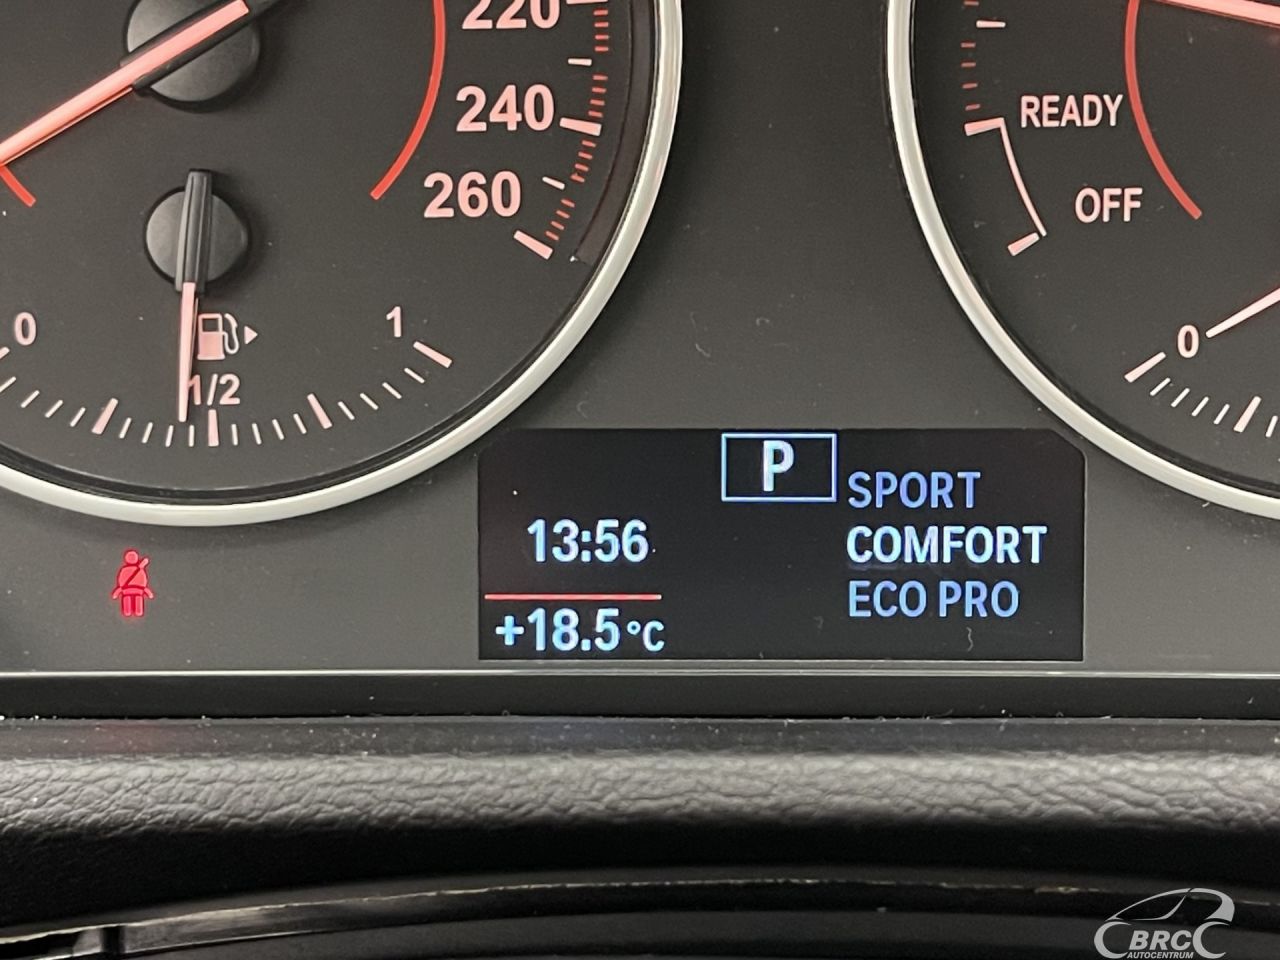 220
240
260
0
1/2
1
READY
OFF
0
P
SPORT
COMFORT
ECO PRO
13:56
+18.5°C
BRC
AUTOCENTRUM